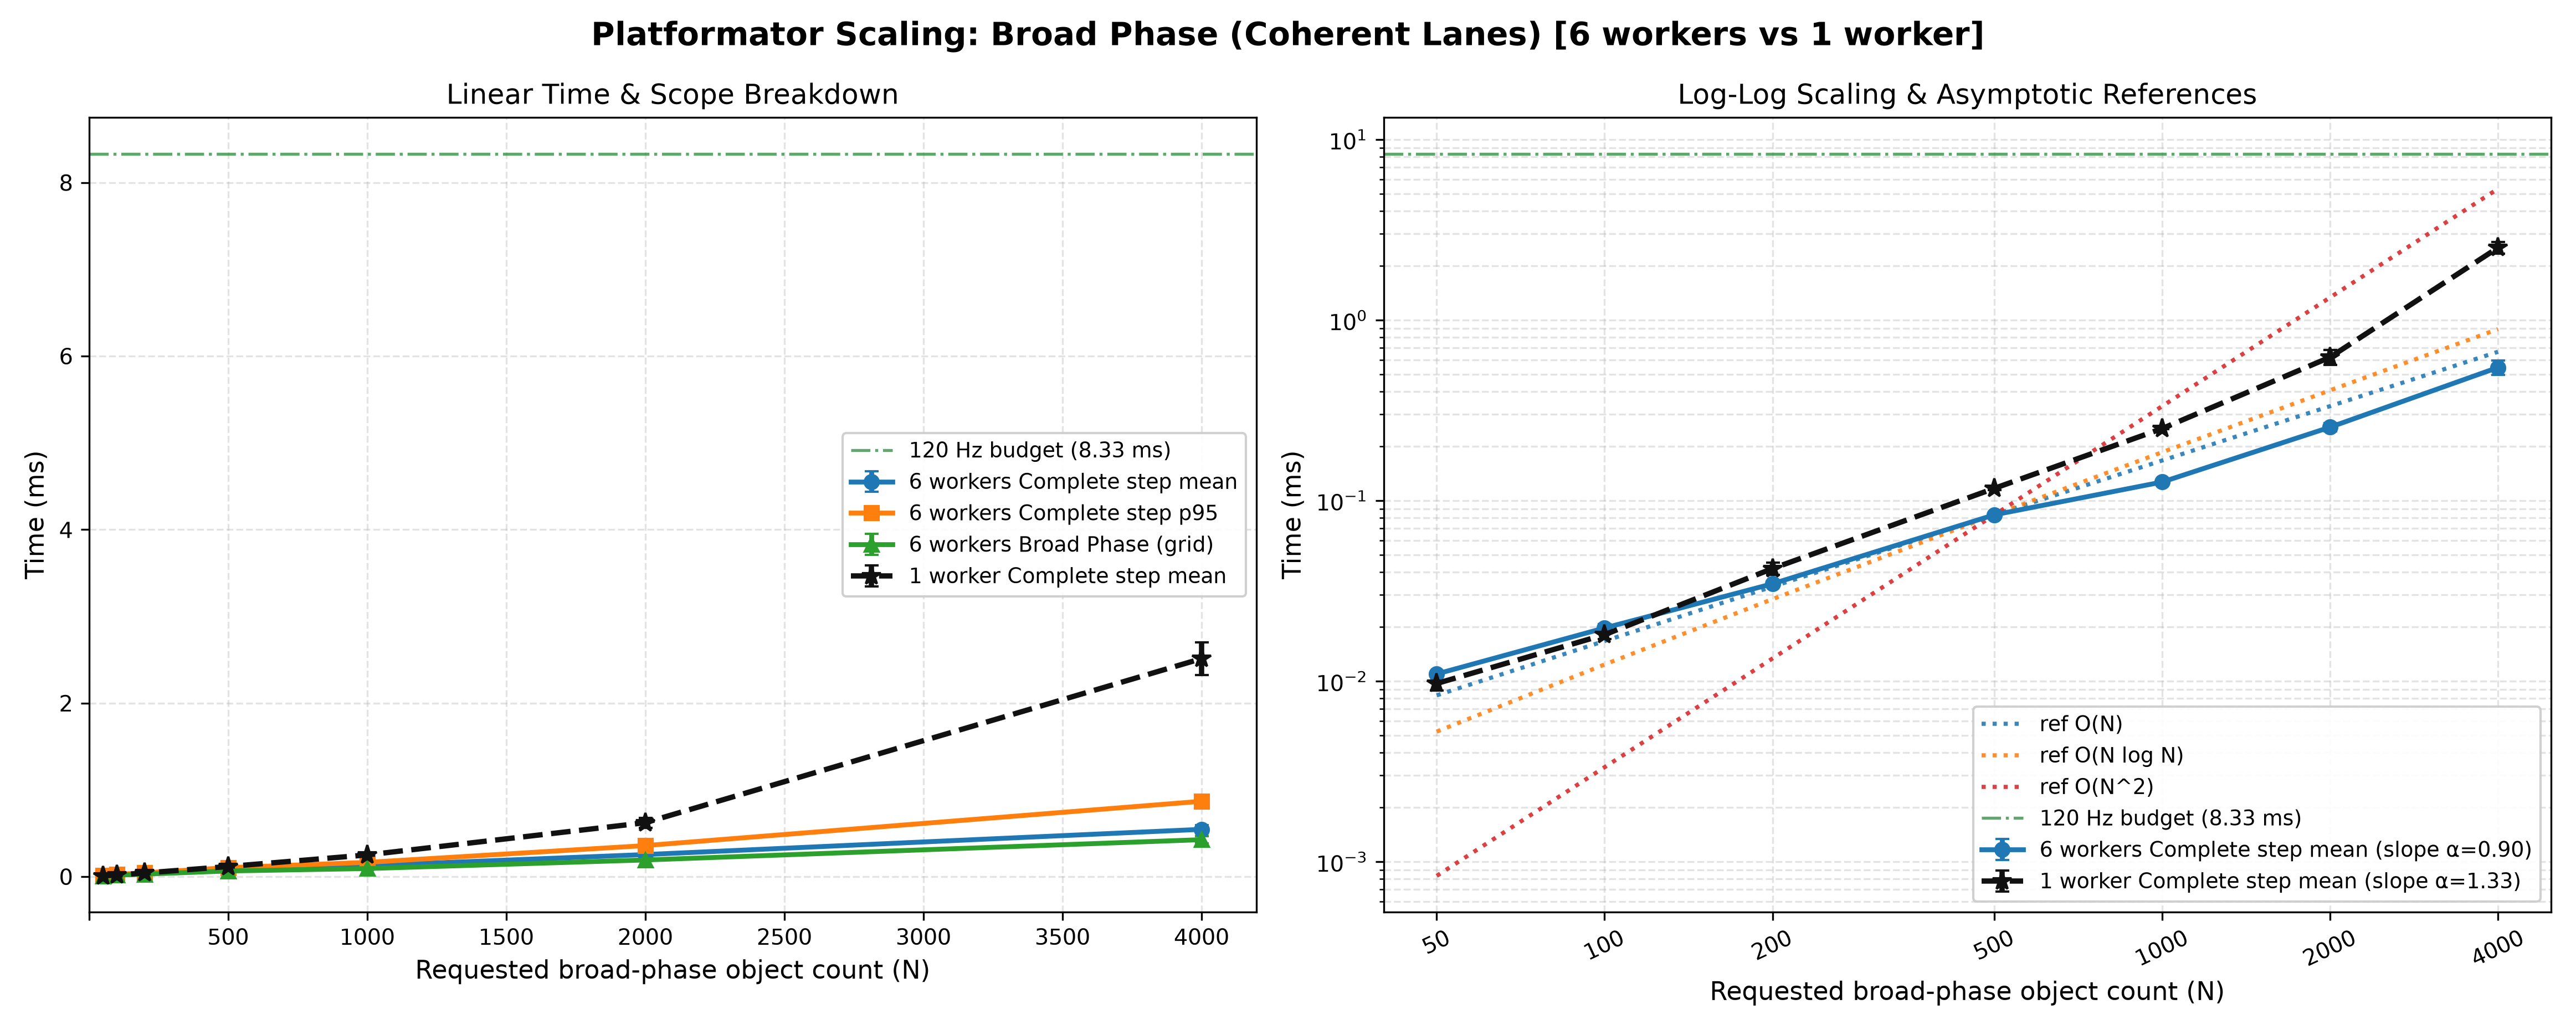 Platformator Scaling: Broad Phase (Coherent Lanes) [6 workers vs 1 worker]
Linear Time & Scope Breakdown
Time (ms)
8
6
4
2
0
120 Hz budget (8.33 ms)
6 workers Complete step mean
6 workers Complete step p95
6 workers Broad Phase (grid)
1 worker Complete step mean
500
1000
1500
2000
2500
3000
3500
4000
Requested broad-phase object count (N)
Log-Log Scaling & Asymptotic References
Time (ms)
10¹
10⁰
10⁻¹
10⁻²
10⁻³
ref O(N)
ref O(N log N)
ref O(N^2)
120 Hz budget (8.33 ms)
6 workers Complete step mean (slope α=0.90)
1 worker Complete step mean (slope α=1.33)
50
100
200
500
1000
2000
4000
Requested broad-phase object count (N)